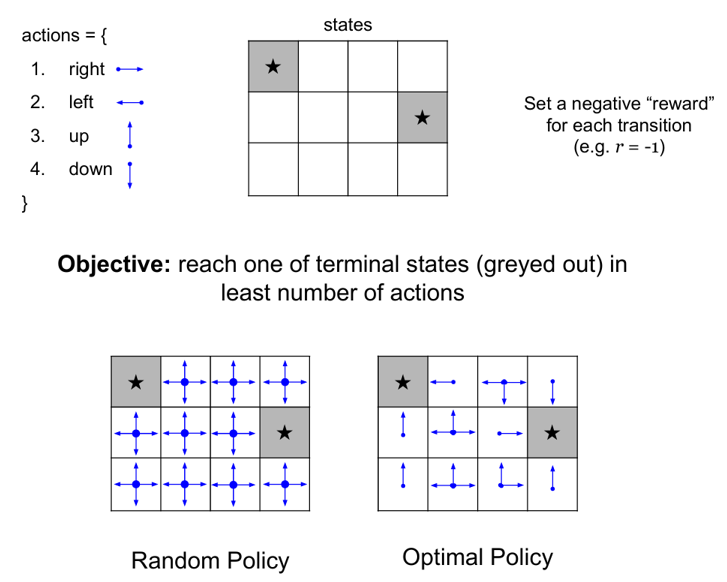 actions = {
1. right
2. left
3. up
4. down
}
states
Set a negative “reward”
for each transition
(e.g. r = -1)
Objective: reach one of terminal states (greyed out) in
least number of actions
Random Policy
Optimal Policy